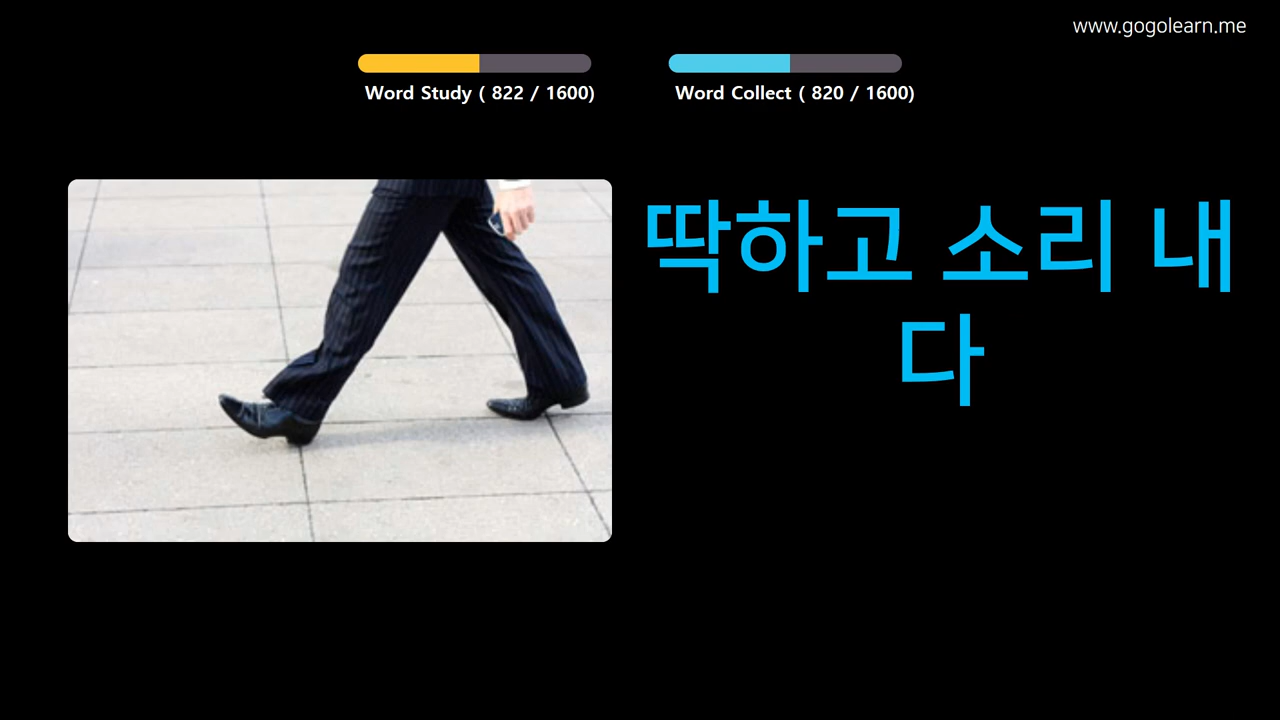 www.gogolearn.me
Word Study ( 822 / 1600)
Word Collect ( 820 / 1600)
딱하고 소리 내
다